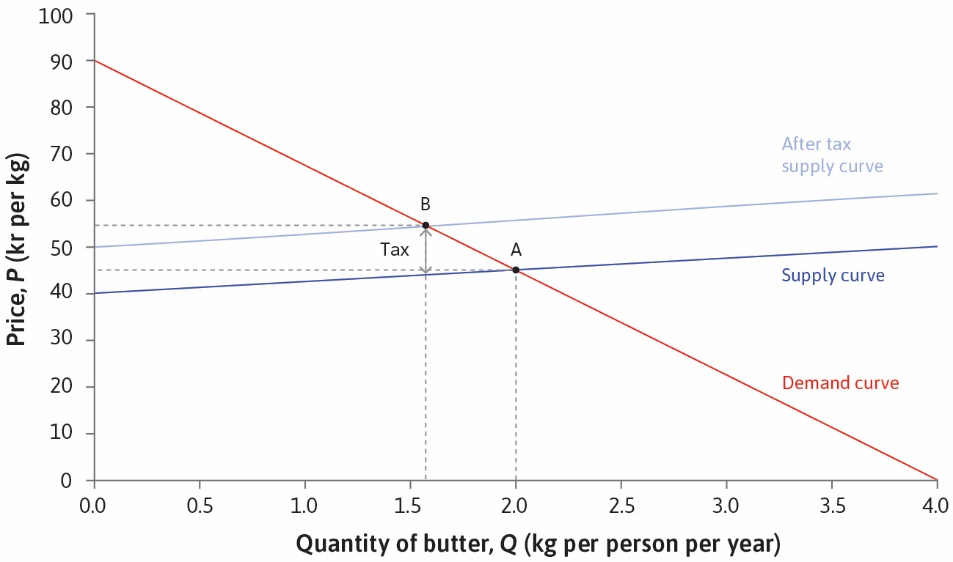 100
90
80
70
60
50
40
30
20
10
0
Price, P (kr per kg)
After tax
supply curve
B
Tax
A
Supply curve
Demand curve
0.0 0.5 1.0 1.5 2.0 2.5 3.0 3.5 4.0
Quantity of butter, Q (kg per person per year)